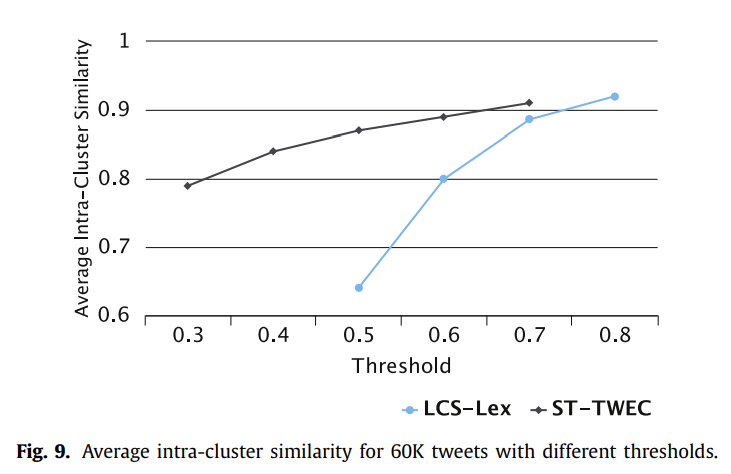 Average Intra-Cluster Similarity
1
0.9
0.8
0.7
0.6
0.3 0.4 0.5 0.6 0.7 0.8
Threshold
LCS-Lex ST-TWEC
Fig. 9. Average intra-cluster similarity for 60K tweets with different thresholds.